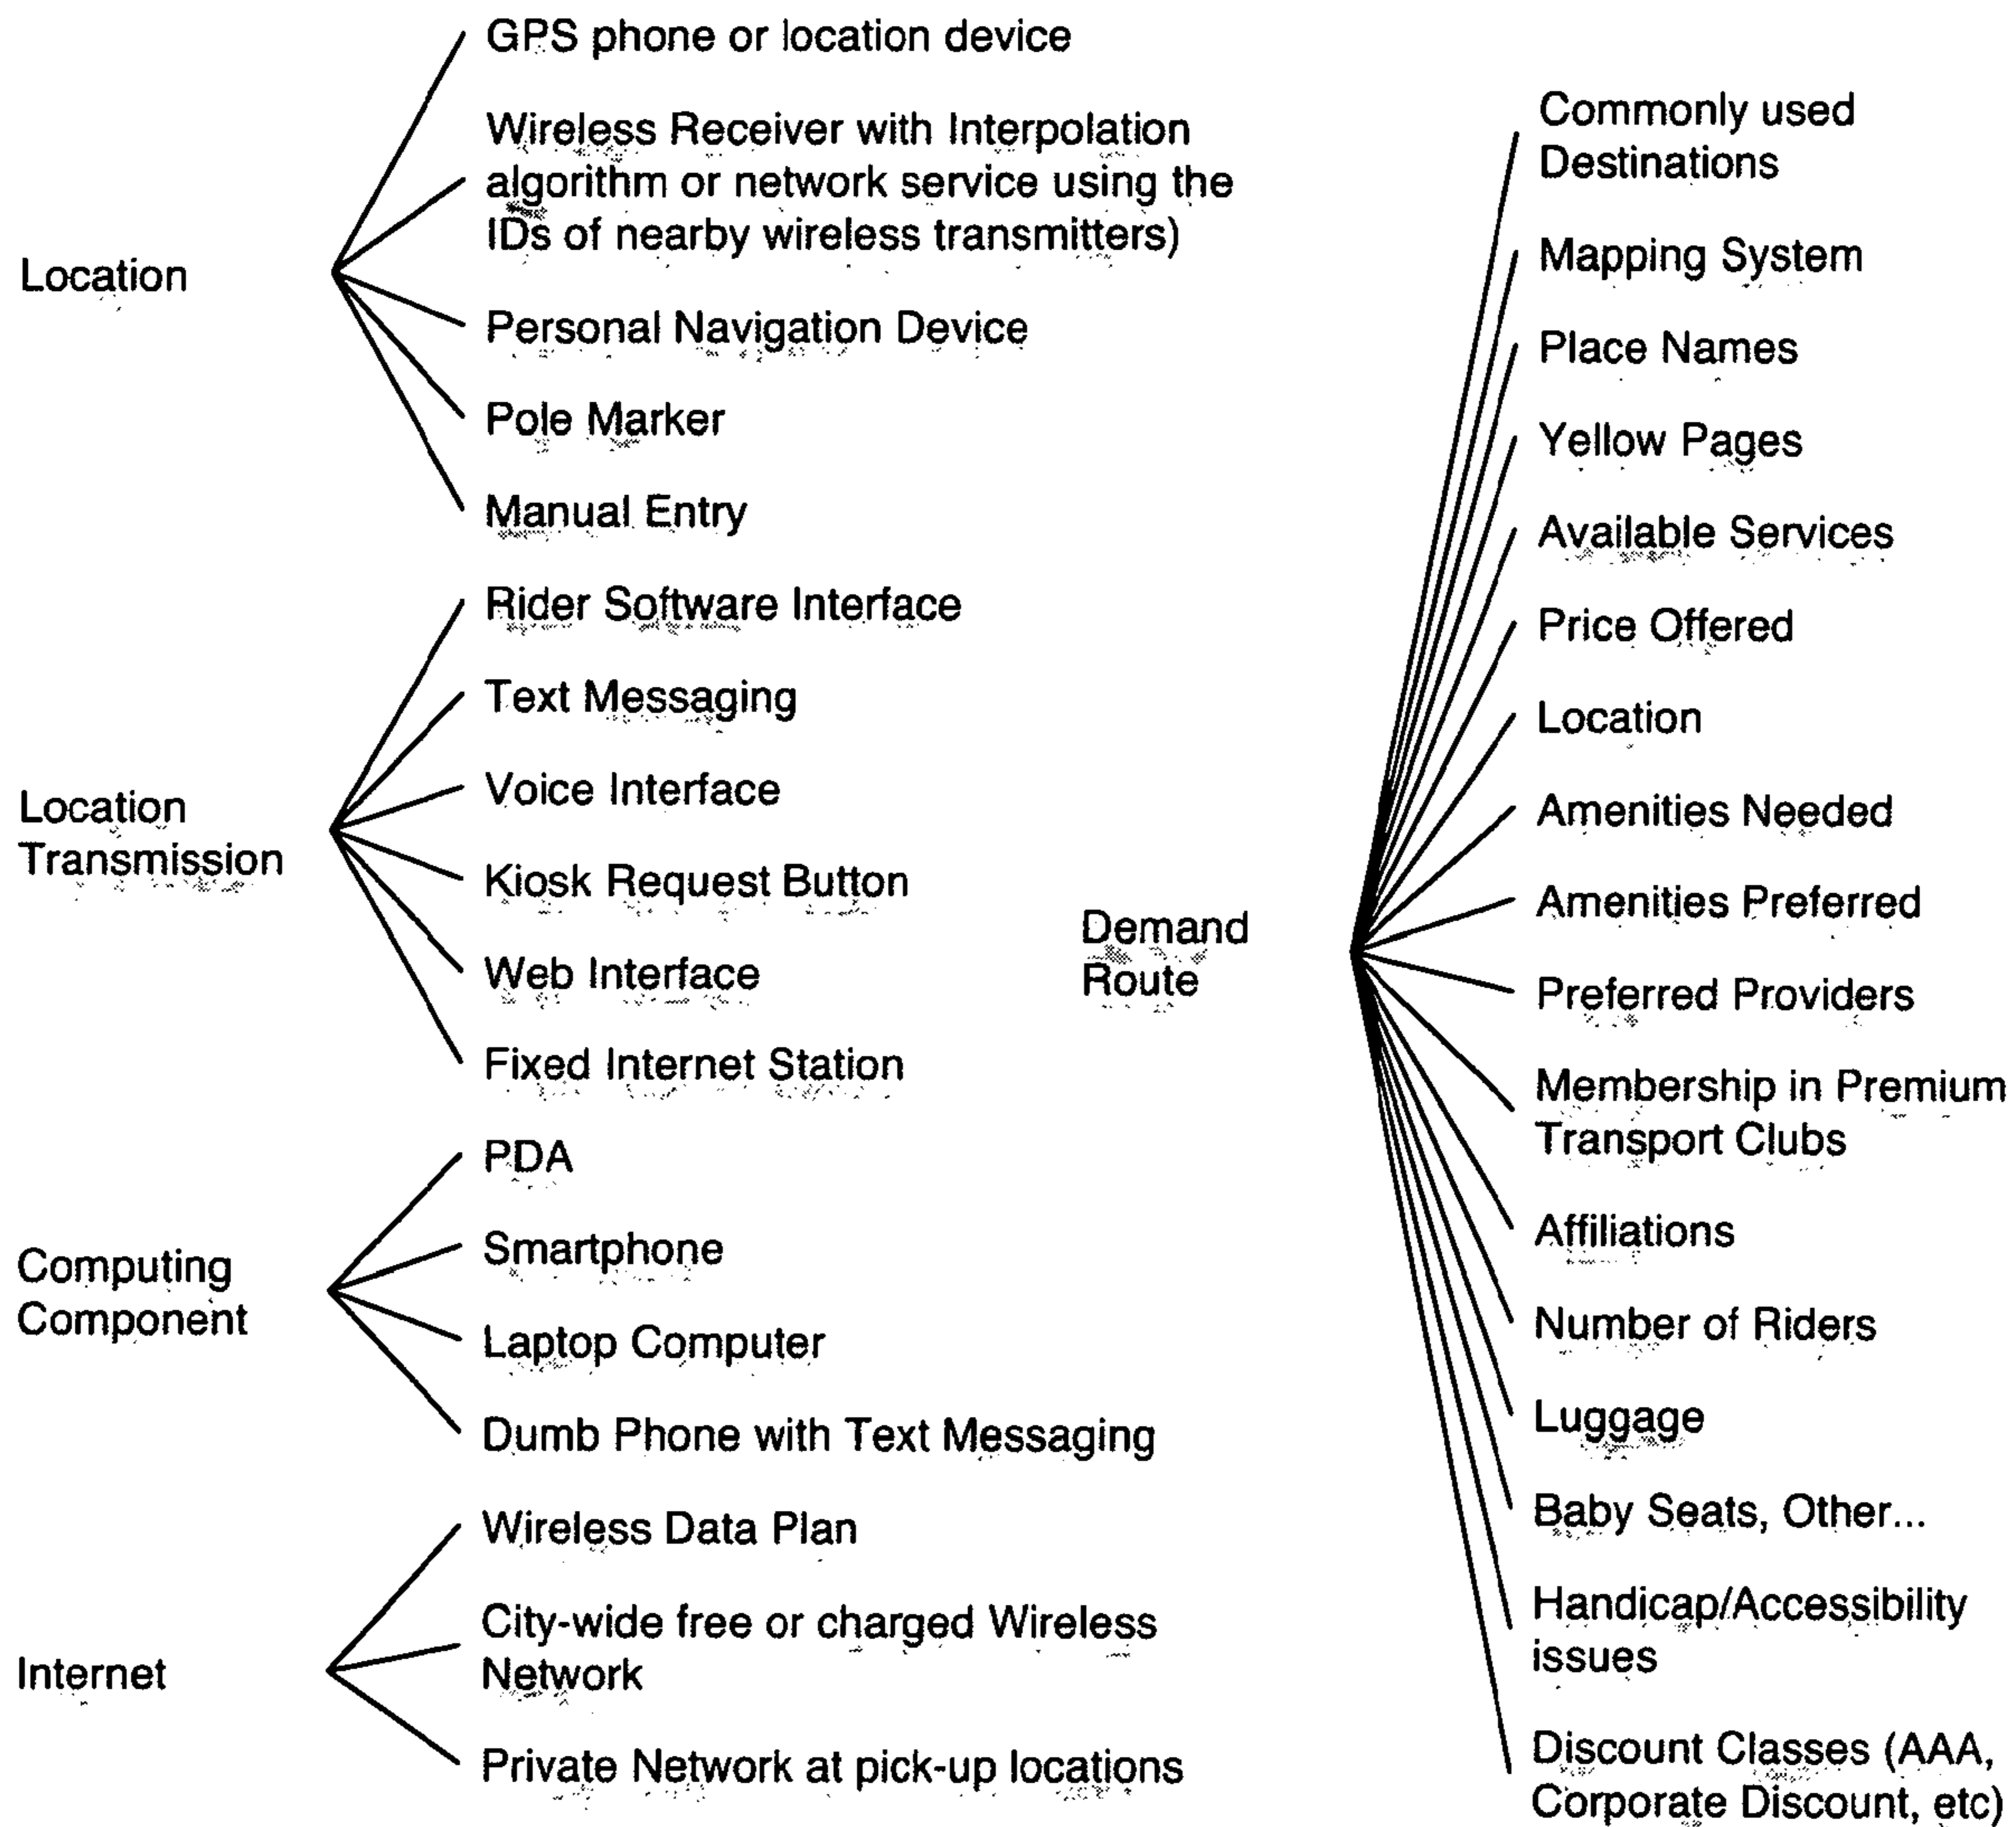 Location
GPS phone or location device
Wireless Receiver with Interpolation
algorithm or network service using the
IDs of nearby wireless transmitters)
Personal Navigation Device
Pole Marker
Manual Entry
Location
Transmission
Rider Software Interface
Text Messaging
Voice Interface
Kiosk Request Button
Web Interface
Fixed Internet Station
Computing
Component
PDA
Smartphone
Laptop Computer
Dumb Phone with Text Messaging
Internet
Wireless Data Plan
City-wide free or charged Wireless
Network
Private Network at pick-up locations
Demand
Route
Commonly used
Destinations
Mapping System
Place Names
Yellow Pages
Available Services
Price Offered
Location
Amenities Needed
Amenities Preferred
Preferred Providers
Membership in Premium
Transport Clubs
Affiliations
Number of Riders
Luggage
Baby Seats, Other...
Handicap/Accessibility
issues
Discount Classes (AAA,
Corporate Discount, etc)